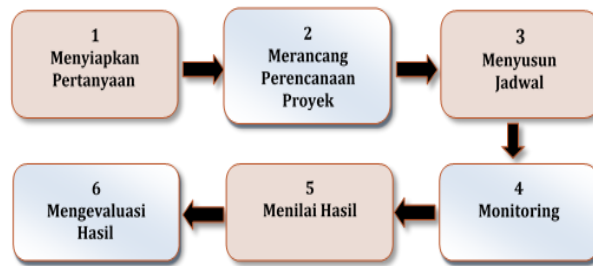 1
Menyiapkan
Pertanyaan
2
Merancang
Perencanaan
Proyek
3
Menyusun
Jadwal
4
Monitoring
5
Menilai Hasil
6
Mengevaluasi
Hasil